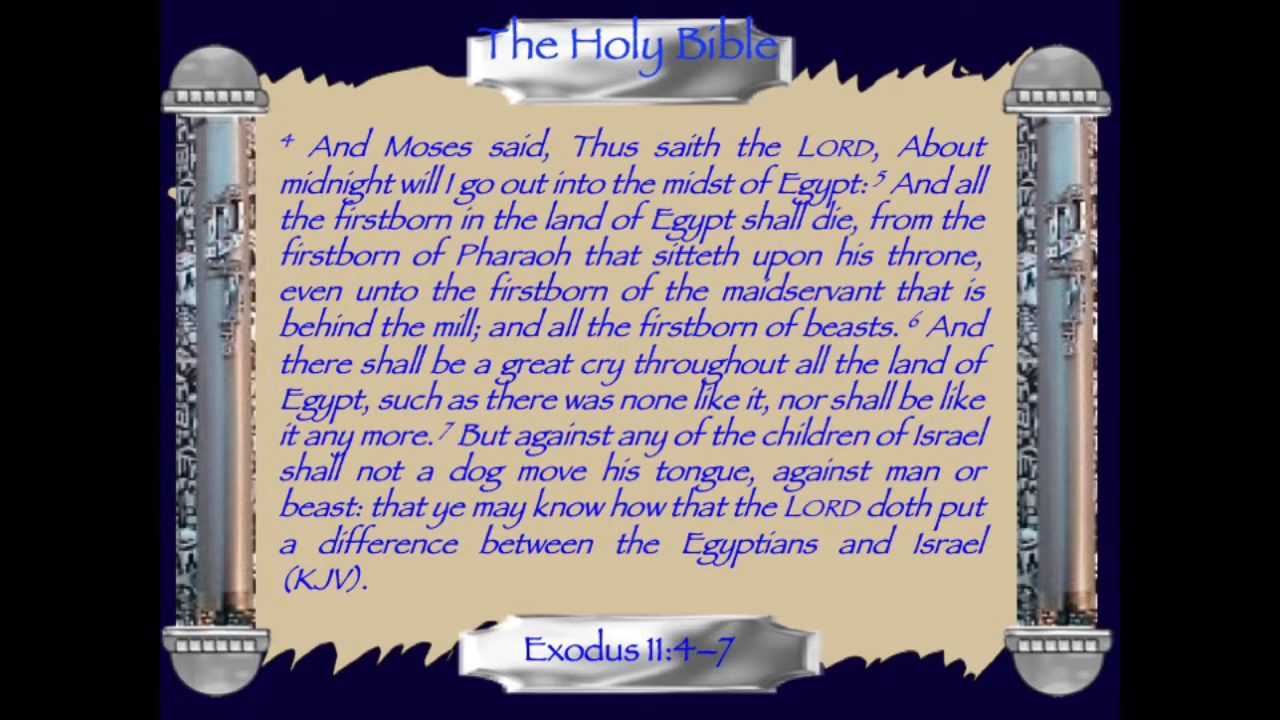 The Holy Bible
4 And Moses said, Thus saith the LORD, About
midnight will I go out into the midst of Egypt: 5 And all
the firstborn in the land of Egypt shall die, from the
firstborn of Pharaoh that sitteth upon his throne,
even unto the firstborn of the maidservant that is
behind the mill; and all the firstborn of beasts. 6 And
there shall be a great cry throughout all the land of
Egypt, such as there was none like it, nor shall be like
it any more. 7 But against any of the children of Israel
shall not a dog move his tongue, against man or
beast: that ye may know how that the LORD doth put
a difference between the Egyptians and Israel
(KJV).
Exodus 11:4–7